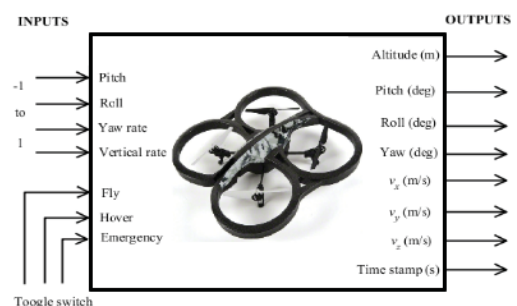 INPUTS
OUTPUTS
-1
to
1
Pitch
Roll
Yaw rate
Vertical rate
Fly
Hover
Emergency
Toogle switch
Altitude (m)
Pitch (deg)
Roll (deg)
Yaw (deg)
vx (m/s)
vy (m/s)
vz (m/s)
Time stamp (s)